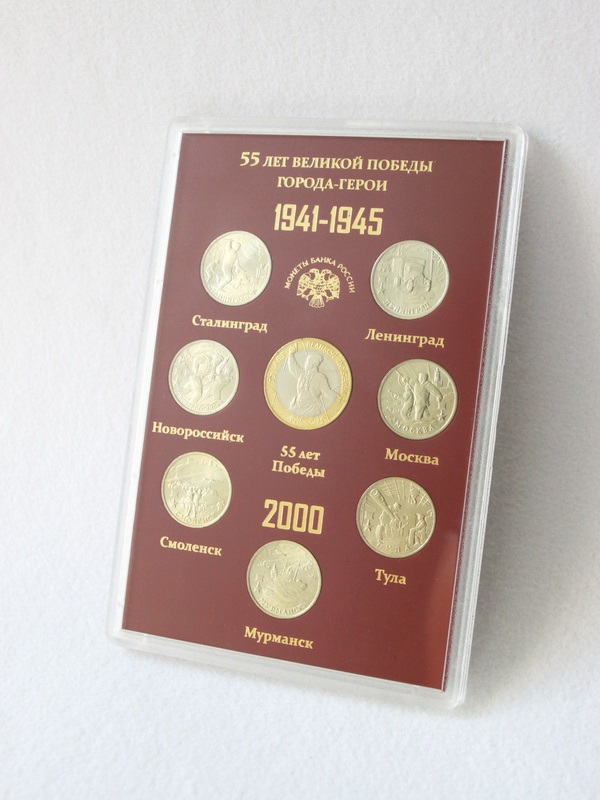 55 ЛЕТ ВЕЛИКОЙ ПОБЕДЫ
ГОРОДА-ГЕРОИ
1941-1945
МОНЕТЫ БАНКА РОССИИ
Сталинград
Ленинград
Новороссийск
55 лет
Победы
МОСКВА
Москва
Смоленск
2000
Тула
Мурманск